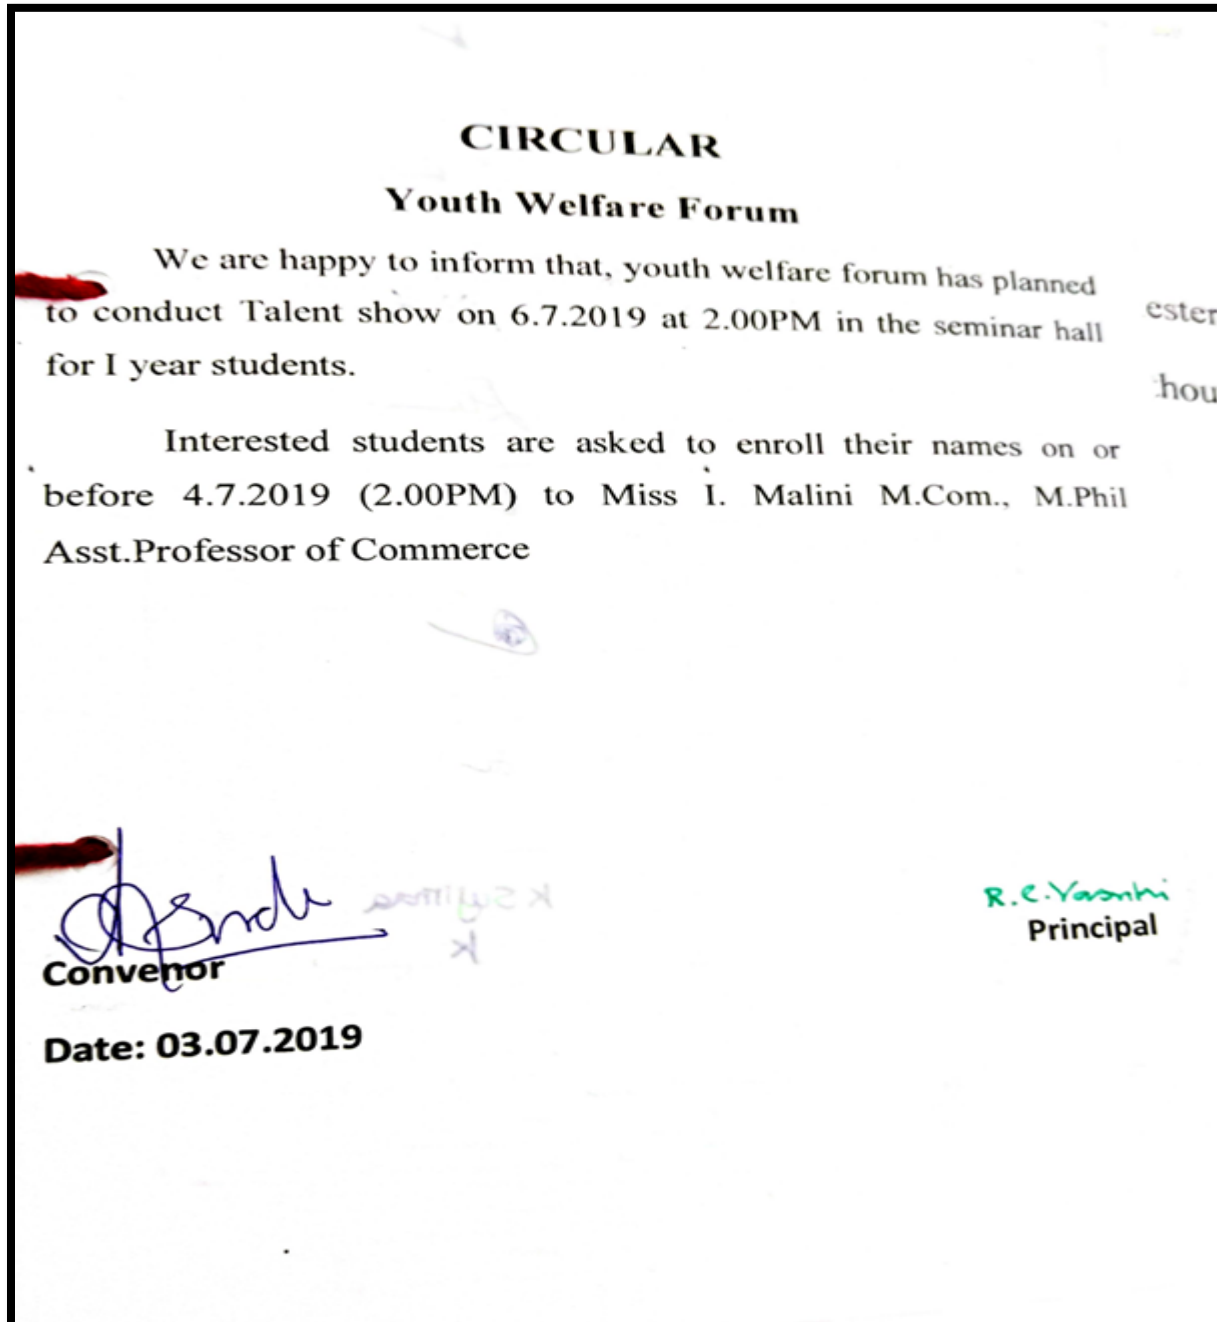 CIRCULAR
Youth Welfare Forum
We are happy to inform that, youth welfare forum has planned
to conduct Talent show on 6.7.2019 at 2.00PM in the seminar hall
for I year students.
Interested students are asked to enroll their names on or
before 4.7.2019 (2.00PM) to Miss I. Malini M.Com., M.Phil
Asst.Professor of Commerce
R.C.Vasanthi
Principal
Convenor
Date: 03.07.2019